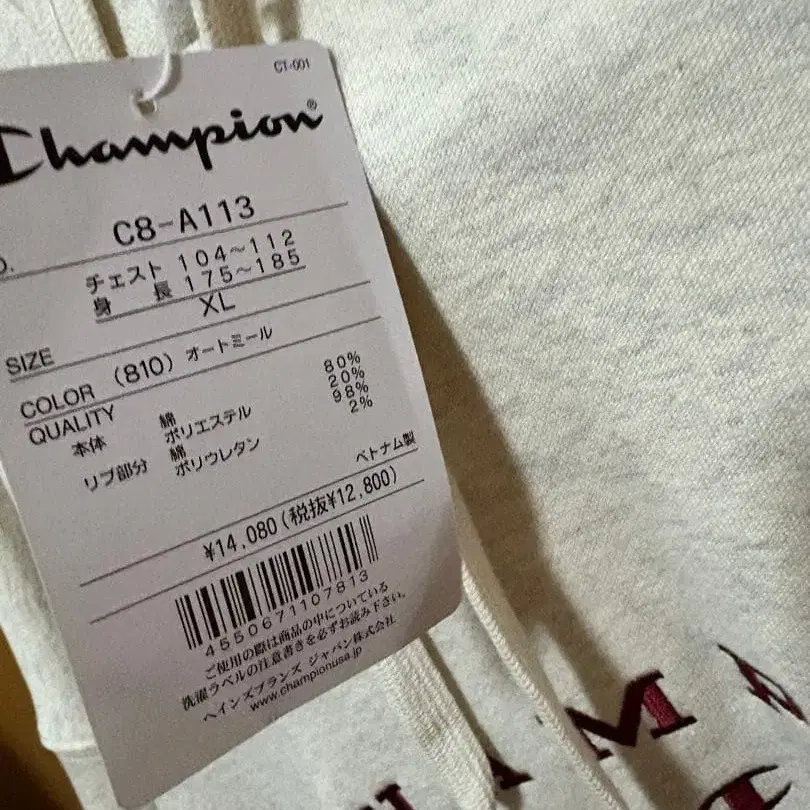 CT-001
Champion®
O. C8-A113
チェスト 104~112
身 長 175~185
SIZE XL
COLOR (810) オートミール
QUALITY
本体 綿 80%
ポリエステル 20%
リブ部分 綿 98%
ポリウレタン 2%
ベトナム製
¥14,080(税抜¥12,800)
4550671107813
ご使用の際は商品の中についている
洗濯ラベルの注意書きを必ずお読み下さい。
ヘインズブランズ ジャパン株式会社
www.championusa.jp
HAM